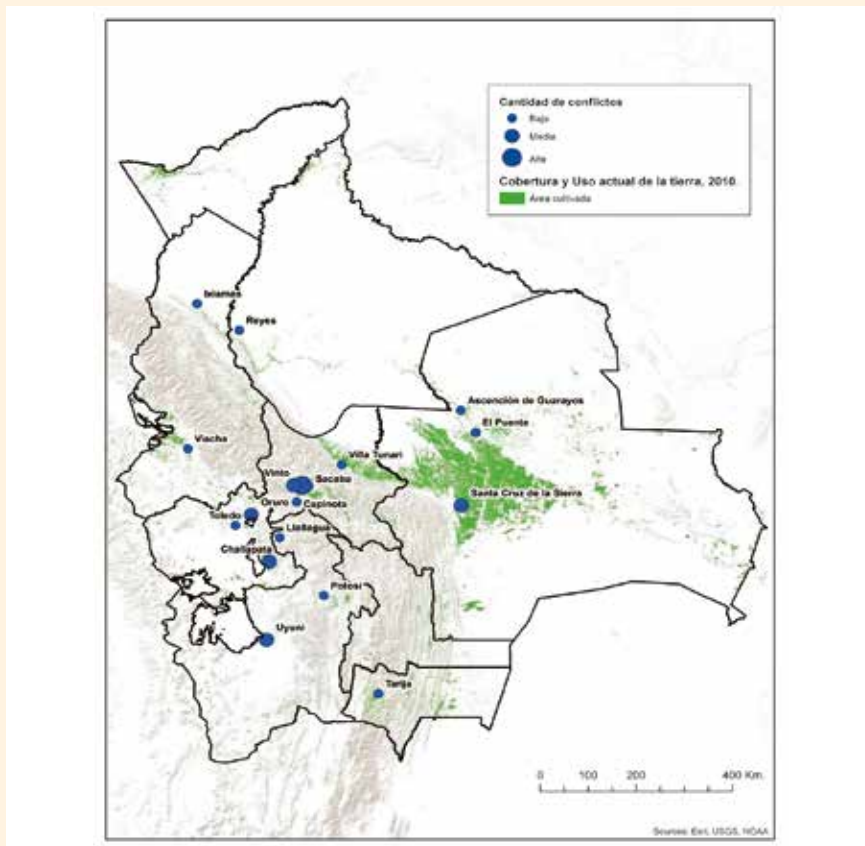 Cantidad de conflictos
Baja
Media
Alta
Cobertura y Uso actual de la tierra, 2010.
Área cultivada
Ixiamas
Reyes
Ascención de Guarayos
El Puente
Viacha
Villa Tunari
Vinto
Sacaba
Santa Cruz de la Sierra
Oruro
Capinota
Toledo
Llallagua
Challapata
Potosí
Uyuni
Tarija
0 100 200 400 Km.
Sources: Esri, USGS, NOAA